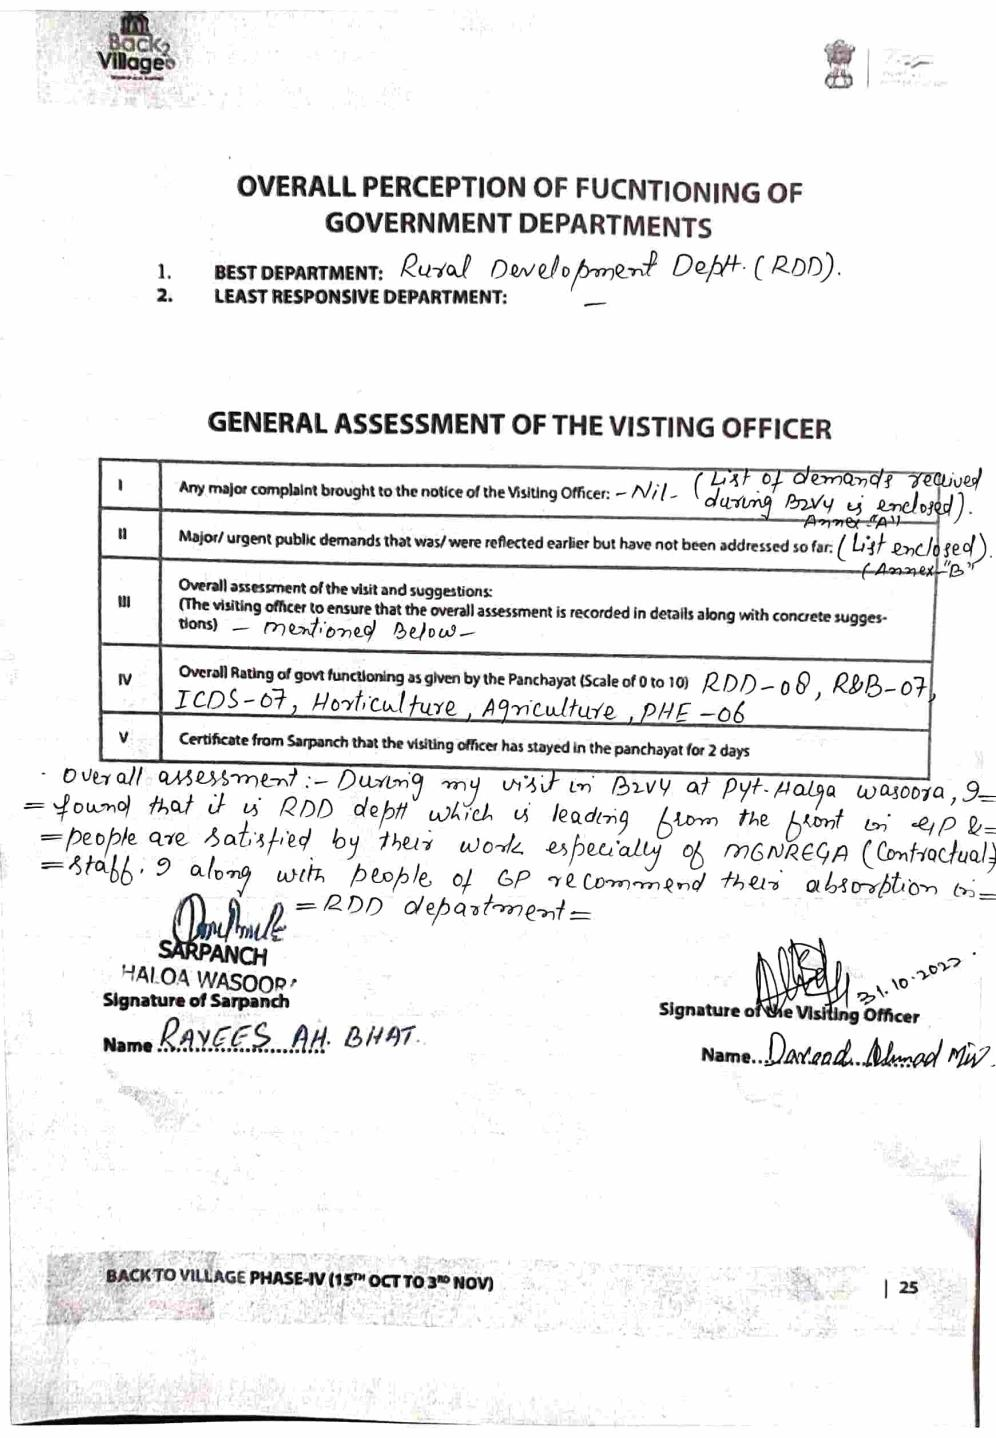 Back2
Village
OVERALL PERCEPTION OF FUCNTIONING OF
GOVERNMENT DEPARTMENTS
1. BEST DEPARTMENT: Rural Development Deptt. (RDD).
2. LEAST RESPONSIVE DEPARTMENT: —
GENERAL ASSESSMENT OF THE VISTING OFFICER
I Any major complaint brought to the notice of the Visiting Officer: - Nil - (List of demands received
during B2V4 is enclosed).
Annex "A"
II Major/ urgent public demands that was/ were reflected earlier but have not been addressed so far: (List enclosed).
(Annex-"B"
III Overall assessment of the visit and suggestions:
(The visiting officer to ensure that the overall assessment is recorded in details along with concrete sugges-
tions) — mentioned Below —
IV Overall Rating of govt functioning as given by the Panchayat (Scale of 0 to 10) RDD-08, R&B-07,
ICDS-07, Horticulture, Agriculture, PHE-06
V Certificate from Sarpanch that the visiting officer has stayed in the panchayat for 2 days
Overall assessment:- During my visit in B2V4 at Pyt. Halqa Wasoora, I
= found that it is RDD deptt which is leading from the front in GP &=
=people are satisfied by their work especially of MGNREGA (Contractual)
=staff. I along with people of GP recommend their absorption in=
=RDD department=
SARPANCH
HALOA WASOOR
Signature of Sarpanch
31.10.2022.
Signature of the Visiting Officer
Name RAYEES AH. BHAT.
Name...Dawood Ahmad Mir.
BACK TO VILLAGE PHASE-IV (15TH OCT TO 3RD NOV)
| 25